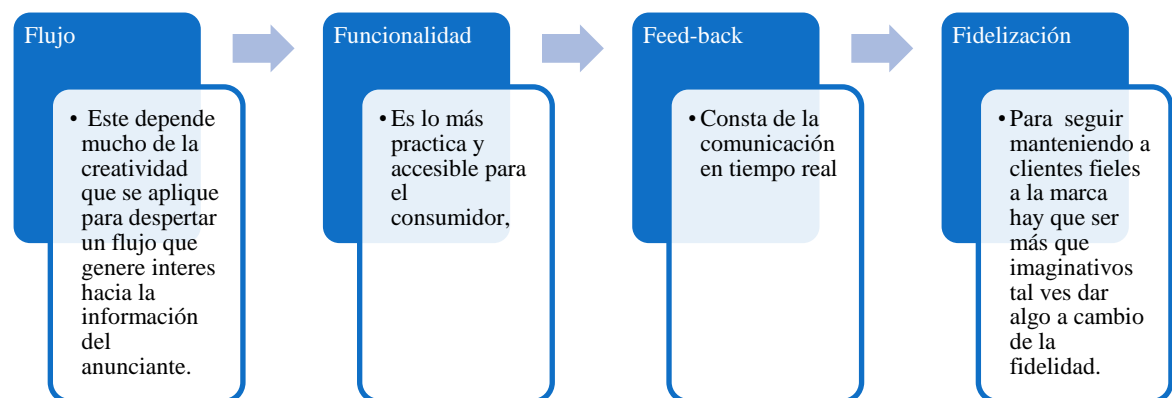 Flujo
• Este depende
mucho de la
creatividad
que se aplique
para despertar
un flujo que
genere interes
hacia la
información
del
anunciante.
Funcionalidad
•Es lo más
practica y
accesible para
el
consumidor,
Feed-back
•Consta de la
comunicación
en tiempo real
Fidelización
•Para seguir
manteniendo a
clientes fieles
a la marca
hay que ser
más que
imaginativos
tal ves dar
algo a cambio
de la
fidelidad.